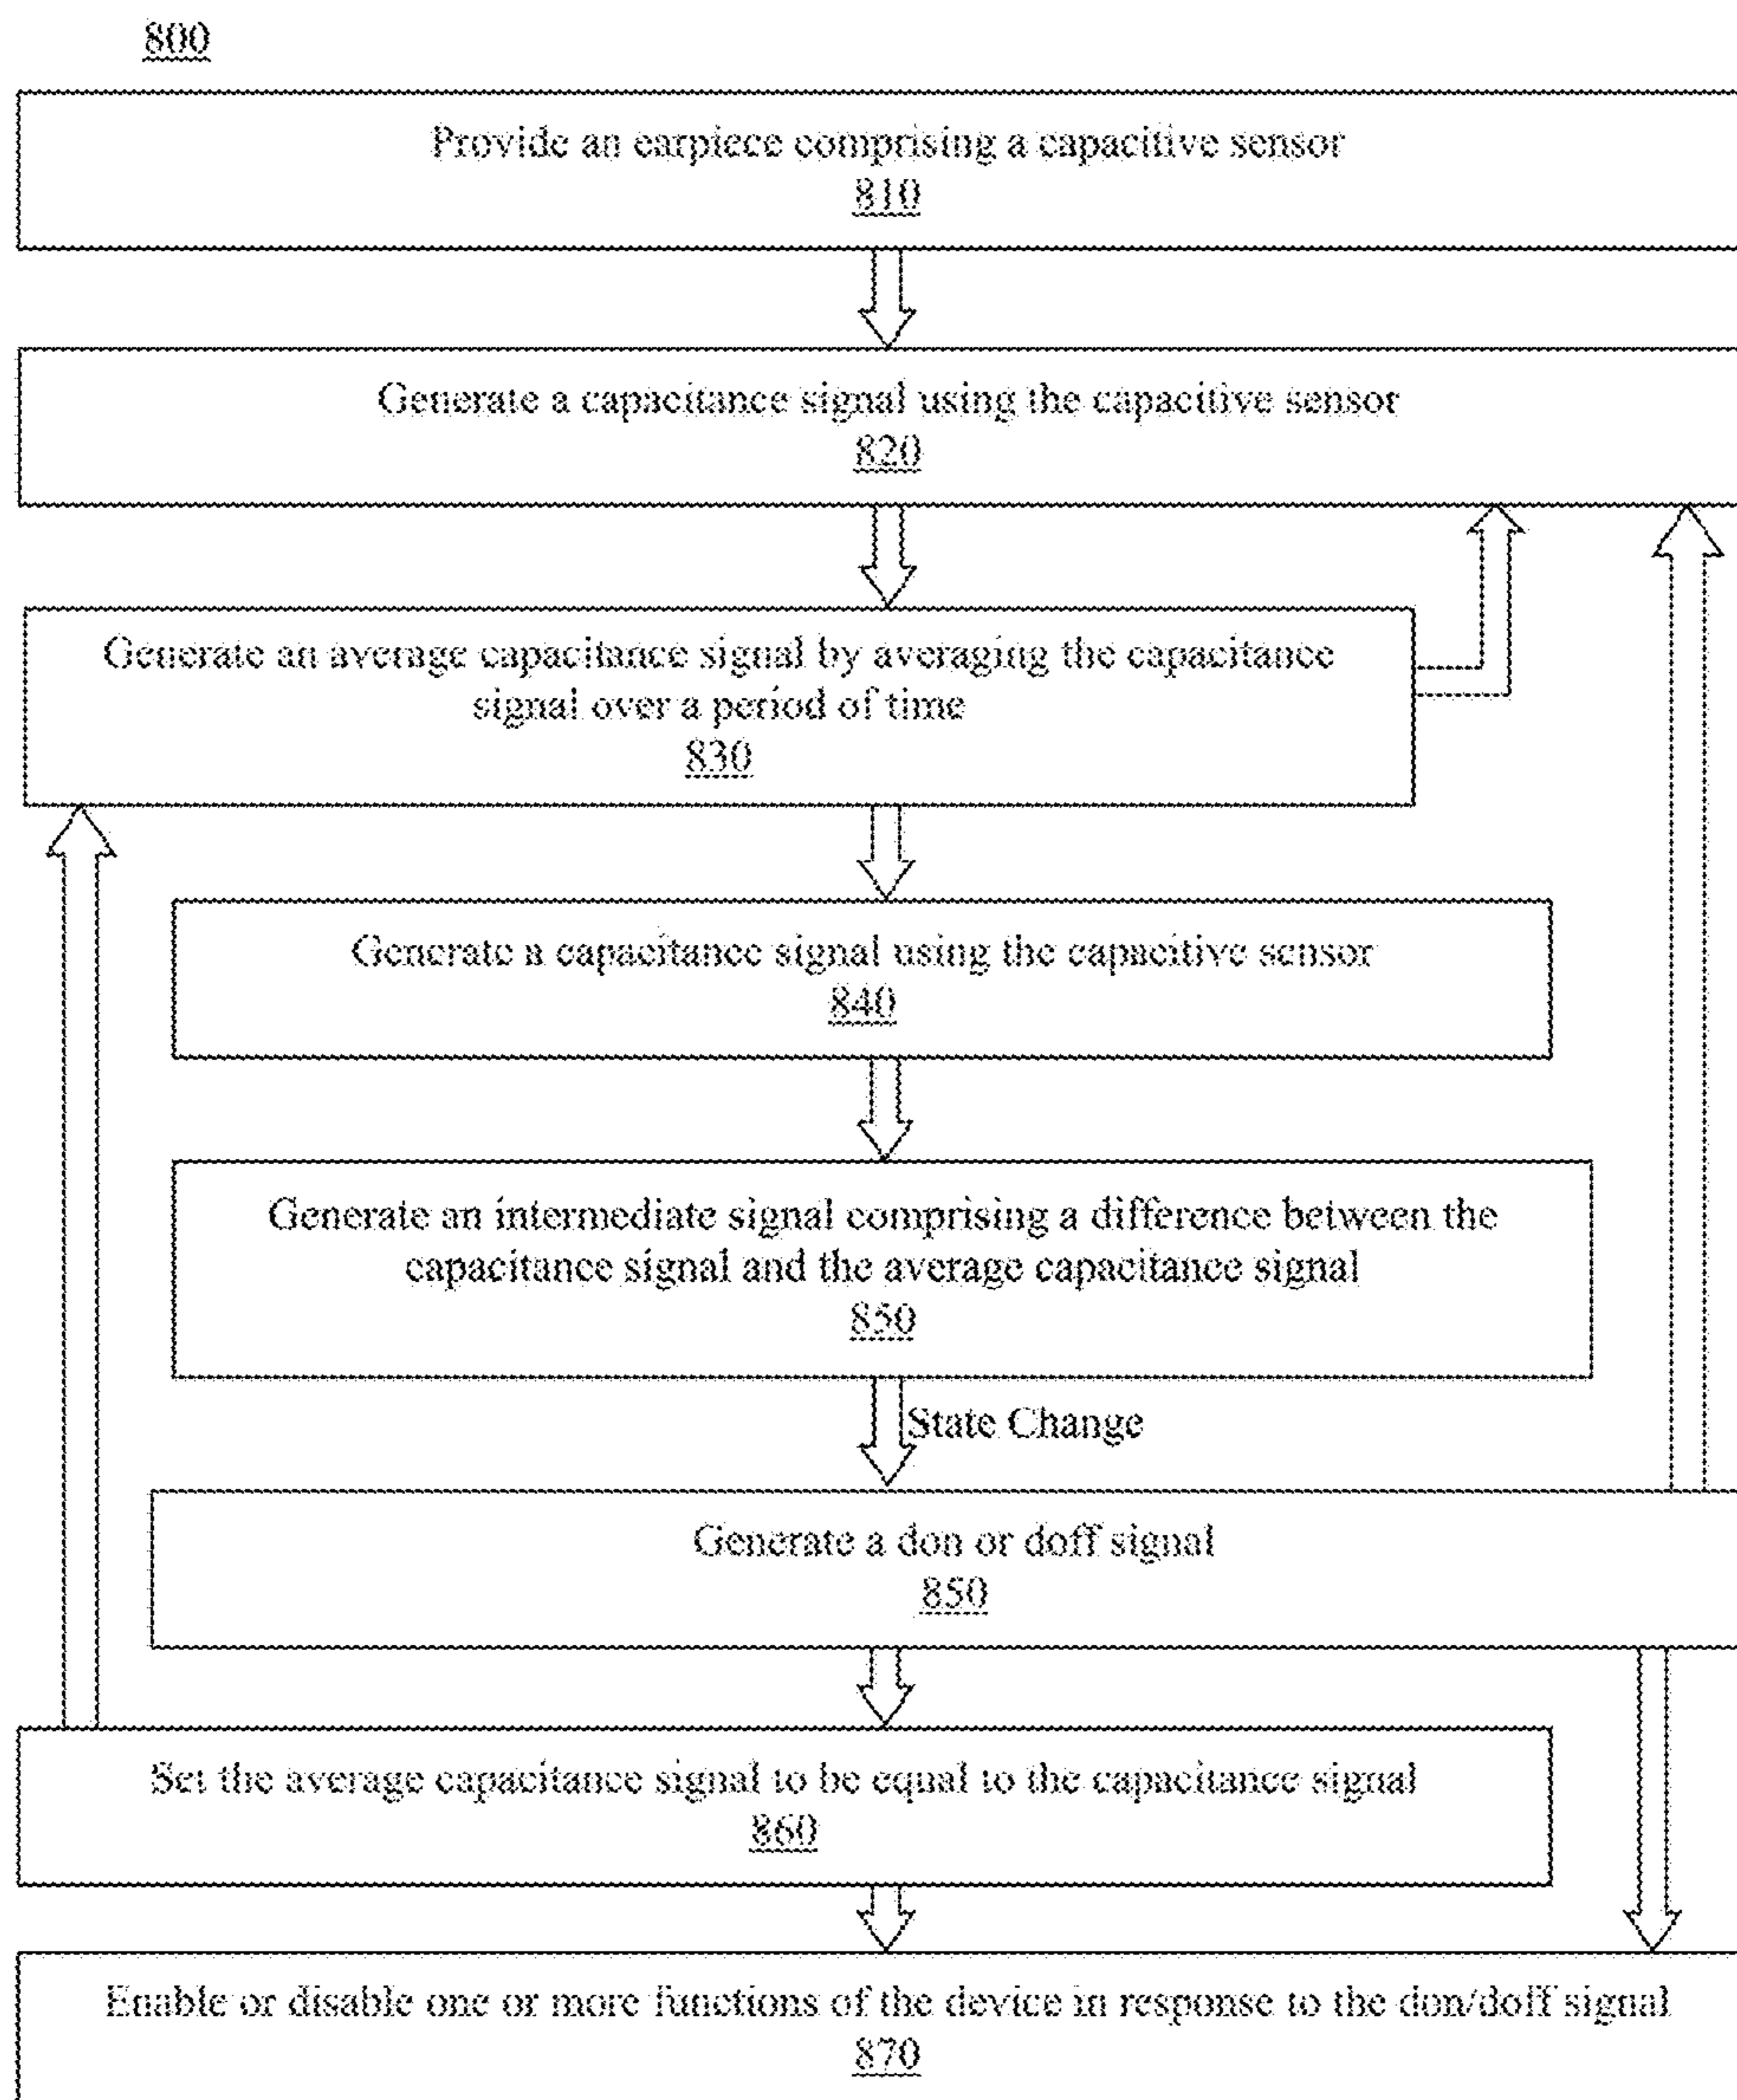 800
Provide an earpiece comprising a capacitive sensor
810
Generate a capacitance signal using the capacitive sensor
820
Generate an average capacitance signal by averaging the capacitance
signal over a period of time
830
Generate a capacitance signal using the capacitive sensor
840
Generate an intermediate signal comprising a difference between the
capacitance signal and the average capacitance signal
850
State Change
Generate a don or doff signal
850
Set the average capacitance signal to be equal to the capacitance signal
860
Enable or disable one or more functions of the device in response to the don/doff signal
870